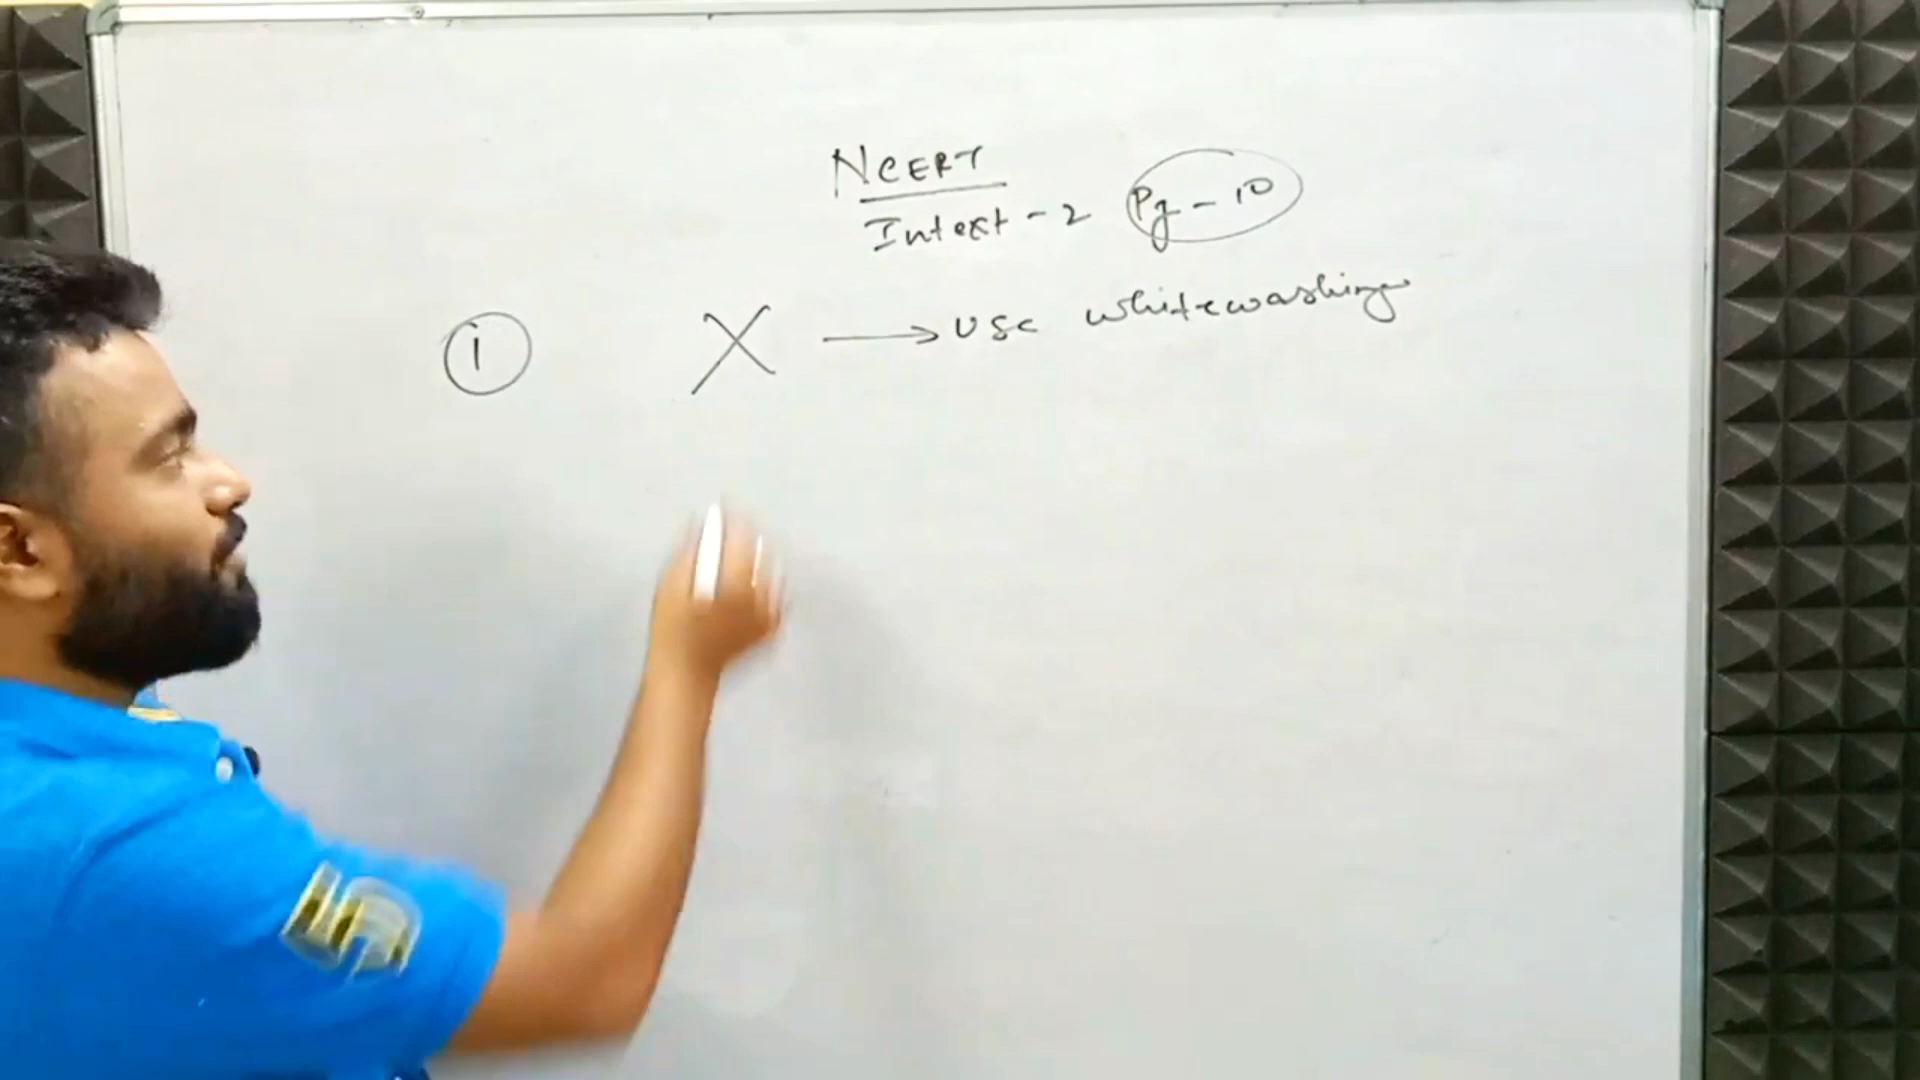 NCERT
Intext - 2 Pg - 10
1 X → use whitewashing